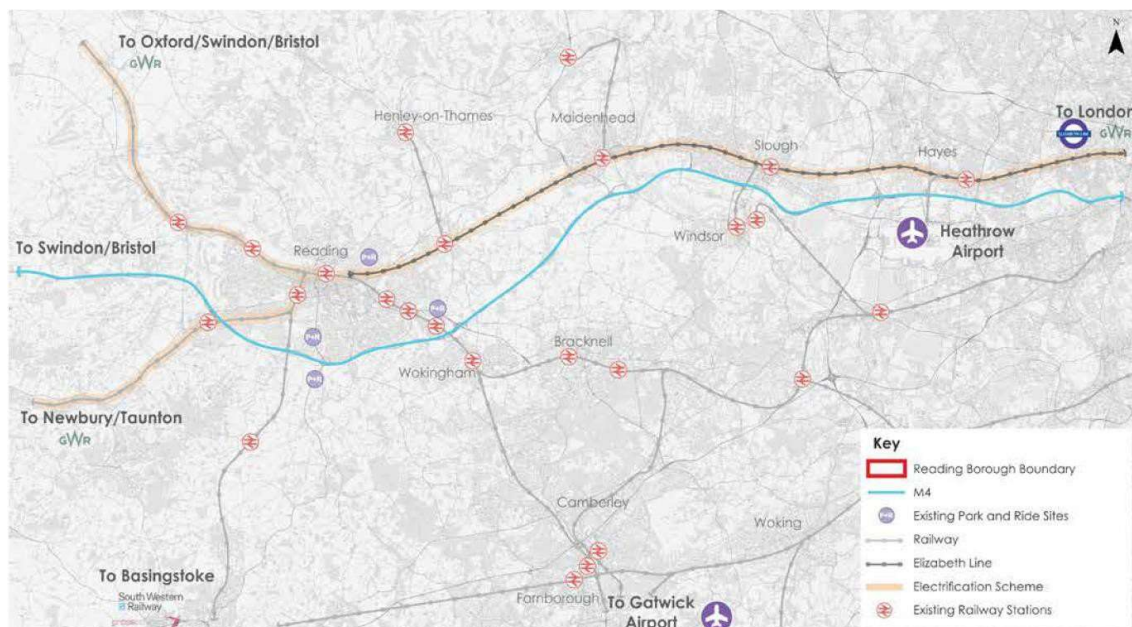 To Oxford/Swindon/Bristol
GWR
N
Henley-on-Thames
Maidenhead
To London
ELIZABETH LINE
GWR
Slough
Hayes
To Swindon/Bristol
Reading
P+R
Windsor
Heathrow
Airport
P+R
P+R
Wokingham
Bracknell
P+R
To Newbury/Taunton
GWR
Camberley
Woking
To Basingstoke
South Western
Railway
Farnborough
To Gatwick
Airport
Key
Reading Borough Boundary
M4
P+R
Existing Park and Ride Sites
Railway
Elizabeth Line
Electrification Scheme
Existing Railway Stations